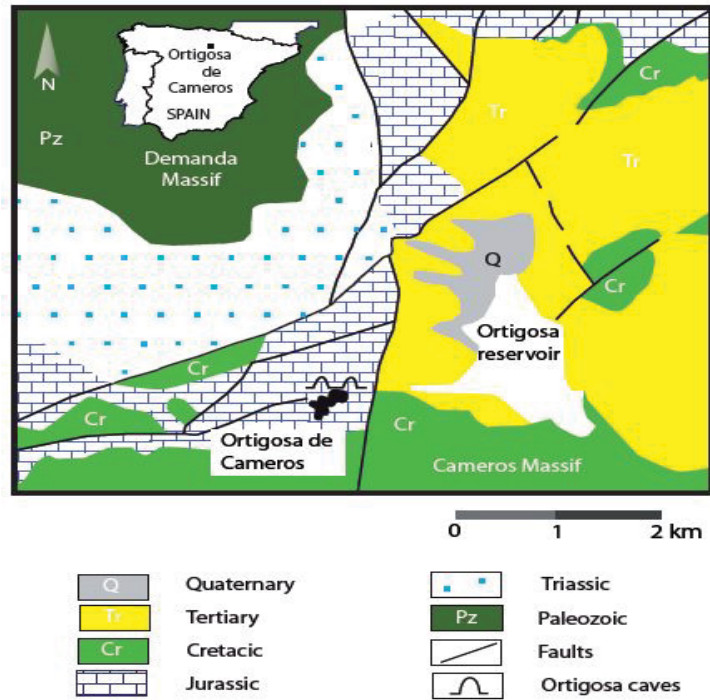 N
Ortigosa
de
Cameros
SPAIN
Pz
Demanda
Massif
Cr
Tr
Tr
Q
Cr
Ortigosa
reservoir
Cr
Cr
Cr
Ortigosa de
Cameros
Cameros Massif
0 1 2 km
Q Quaternary
Tr Tertiary
Cr Cretacic
Jurassic
Triassic
Pz Paleozoic
Faults
Ortigosa caves